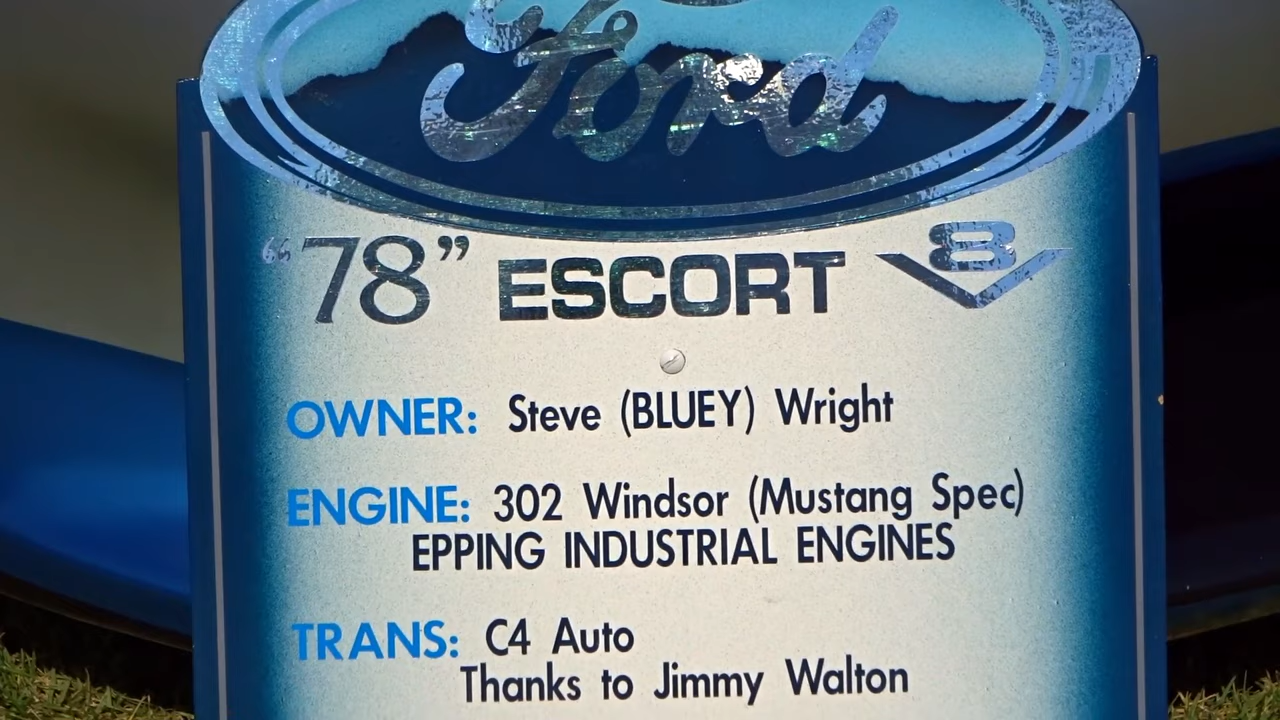 Ford
"78" ESCORT V8
OWNER: Steve (BLUEY) Wright
ENGINE: 302 Windsor (Mustang Spec)
EPPING INDUSTRIAL ENGINES
TRANS: C4 Auto
Thanks to Jimmy Walton